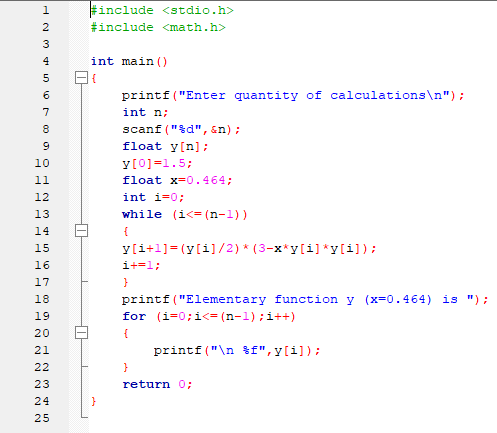 1 #include <stdio.h>
2 #include <math.h>
3
4 int main()
5 {
6 printf("Enter quantity of calculations\n");
7 int n;
8 scanf("%d",&n);
9 float y[n];
10 y[0]=1.5;
11 float x=0.464;
12 int i=0;
13 while (i<=(n-1))
14 {
15 y[i+1]=(y[i]/2)*(3-x*y[i]*y[i]);
16 i+=1;
17 }
18 printf("Elementary function y (x=0.464) is ");
19 for (i=0;i<=(n-1);i++)
20 {
21 printf("\n %f",y[i]);
22 }
23 return 0;
24 }
25